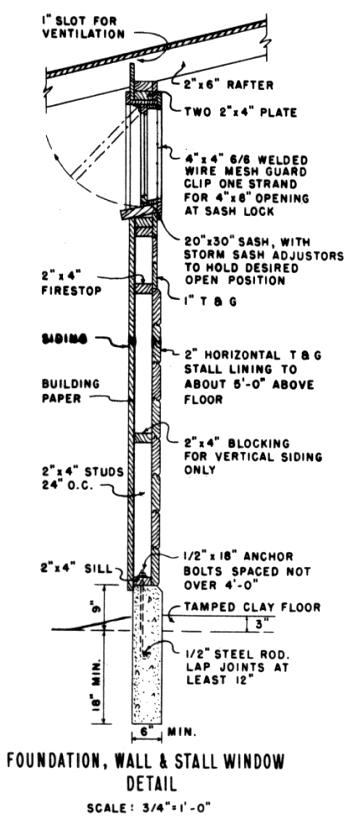 1" SLOT FOR
VENTILATION
2"x6" RAFTER
TWO 2"x4" PLATE
4"x4" 6/6 WELDED
WIRE MESH GUARD
CLIP ONE STRAND
FOR 4"x8" OPENING
AT SASH LOCK
20"x30" SASH, WITH
STORM SASH ADJUSTORS
TO HOLD DESIRED
OPEN POSITION
2"x4"
FIRESTOP
1" T & G
SIDING
2" HORIZONTAL T & G
STALL LINING TO
ABOUT 5'-0" ABOVE
FLOOR
BUILDING
PAPER
2"x4" BLOCKING
FOR VERTICAL SIDING
ONLY
2"x4" STUDS
24" O.C.
1/2"x18" ANCHOR
BOLTS SPACED NOT
OVER 4'-0"
2"x4" SILL
9"
TAMPED CLAY FLOOR
3"
1/2" STEEL ROD.
LAP JOINTS AT
LEAST 12"
18" MIN.
6" MIN.
FOUNDATION, WALL & STALL WINDOW
DETAIL
SCALE: 3/4"=1'-0"